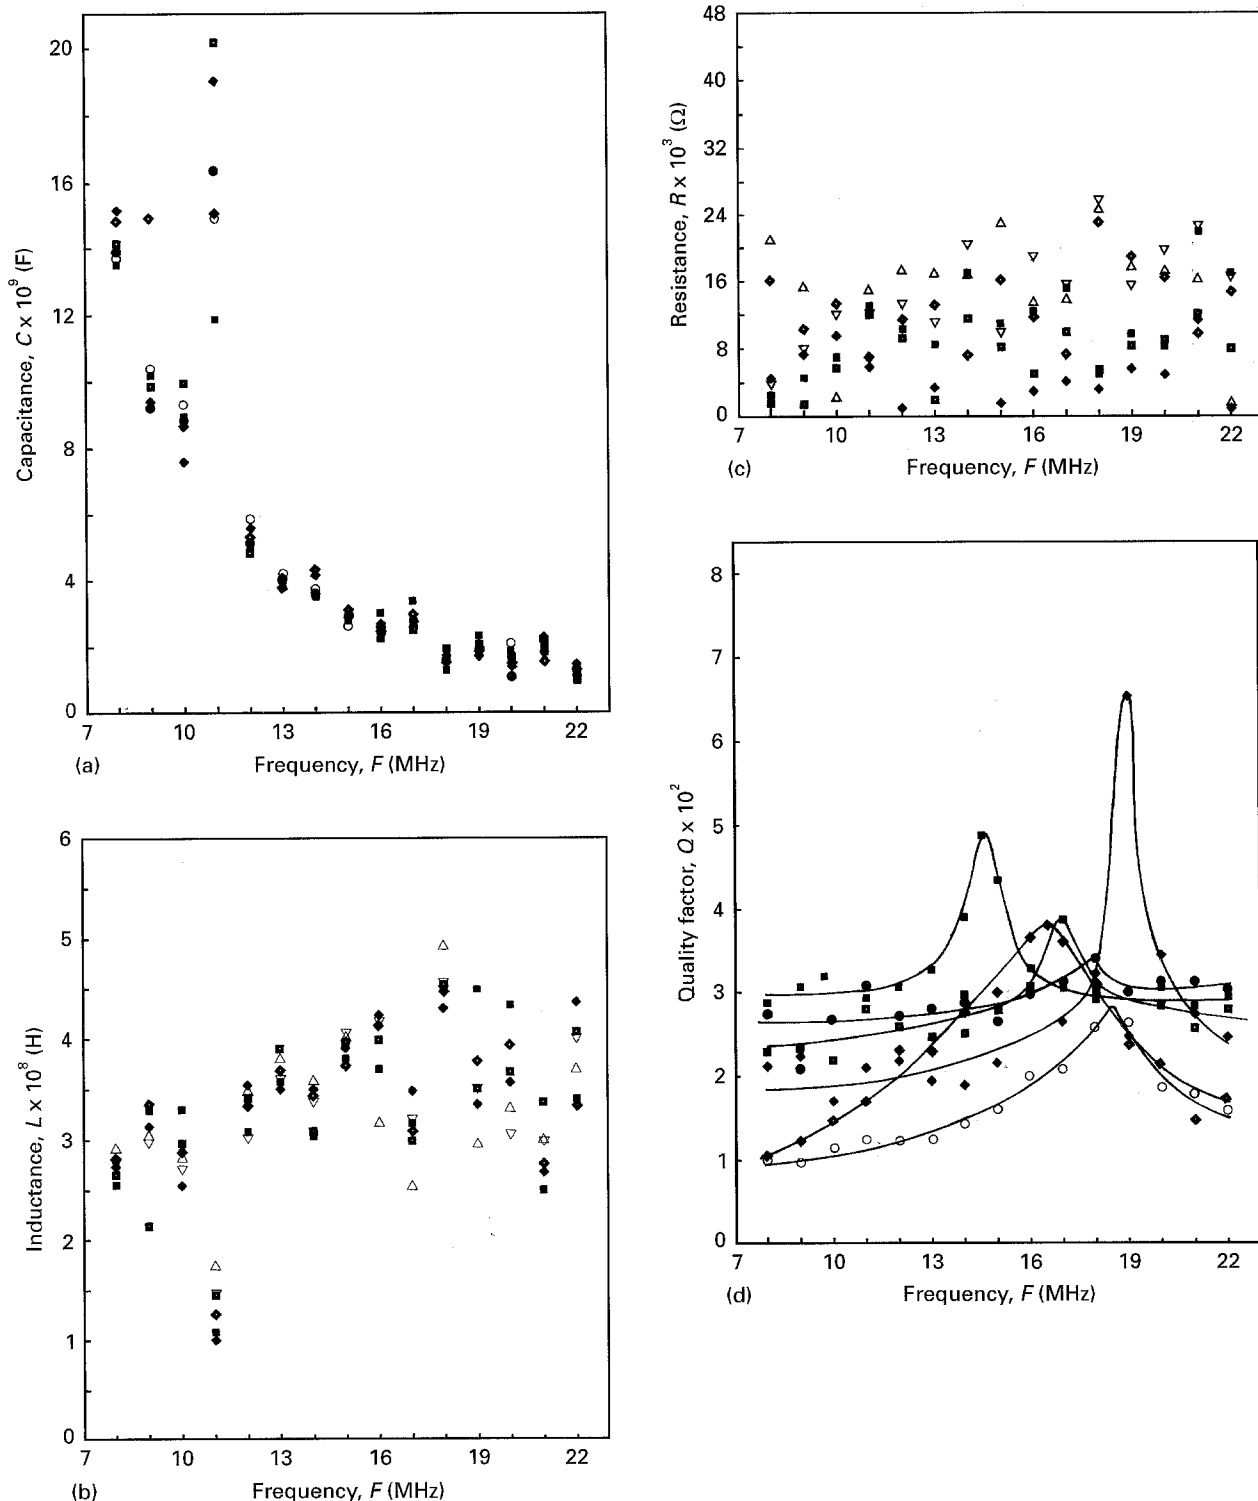 20
16
12
8
4
0
Capacitance, C x 10⁹ (F)
7 10 13 16 19 22
(a) Frequency, F (MHz)
6
5
4
3
2
1
0
Inductance, L x 10⁸ (H)
7 10 13 16 19 22
(b) Frequency, F (MHz)
48
40
32
24
16
8
0
Resistance, R x 10³ (Ω)
7 10 13 16 19 22
(c) Frequency, F (MHz)
8
7
6
5
4
3
2
1
0
Quality factor, Q x 10²
7 10 13 16 19 22
(d) Frequency, F (MHz)